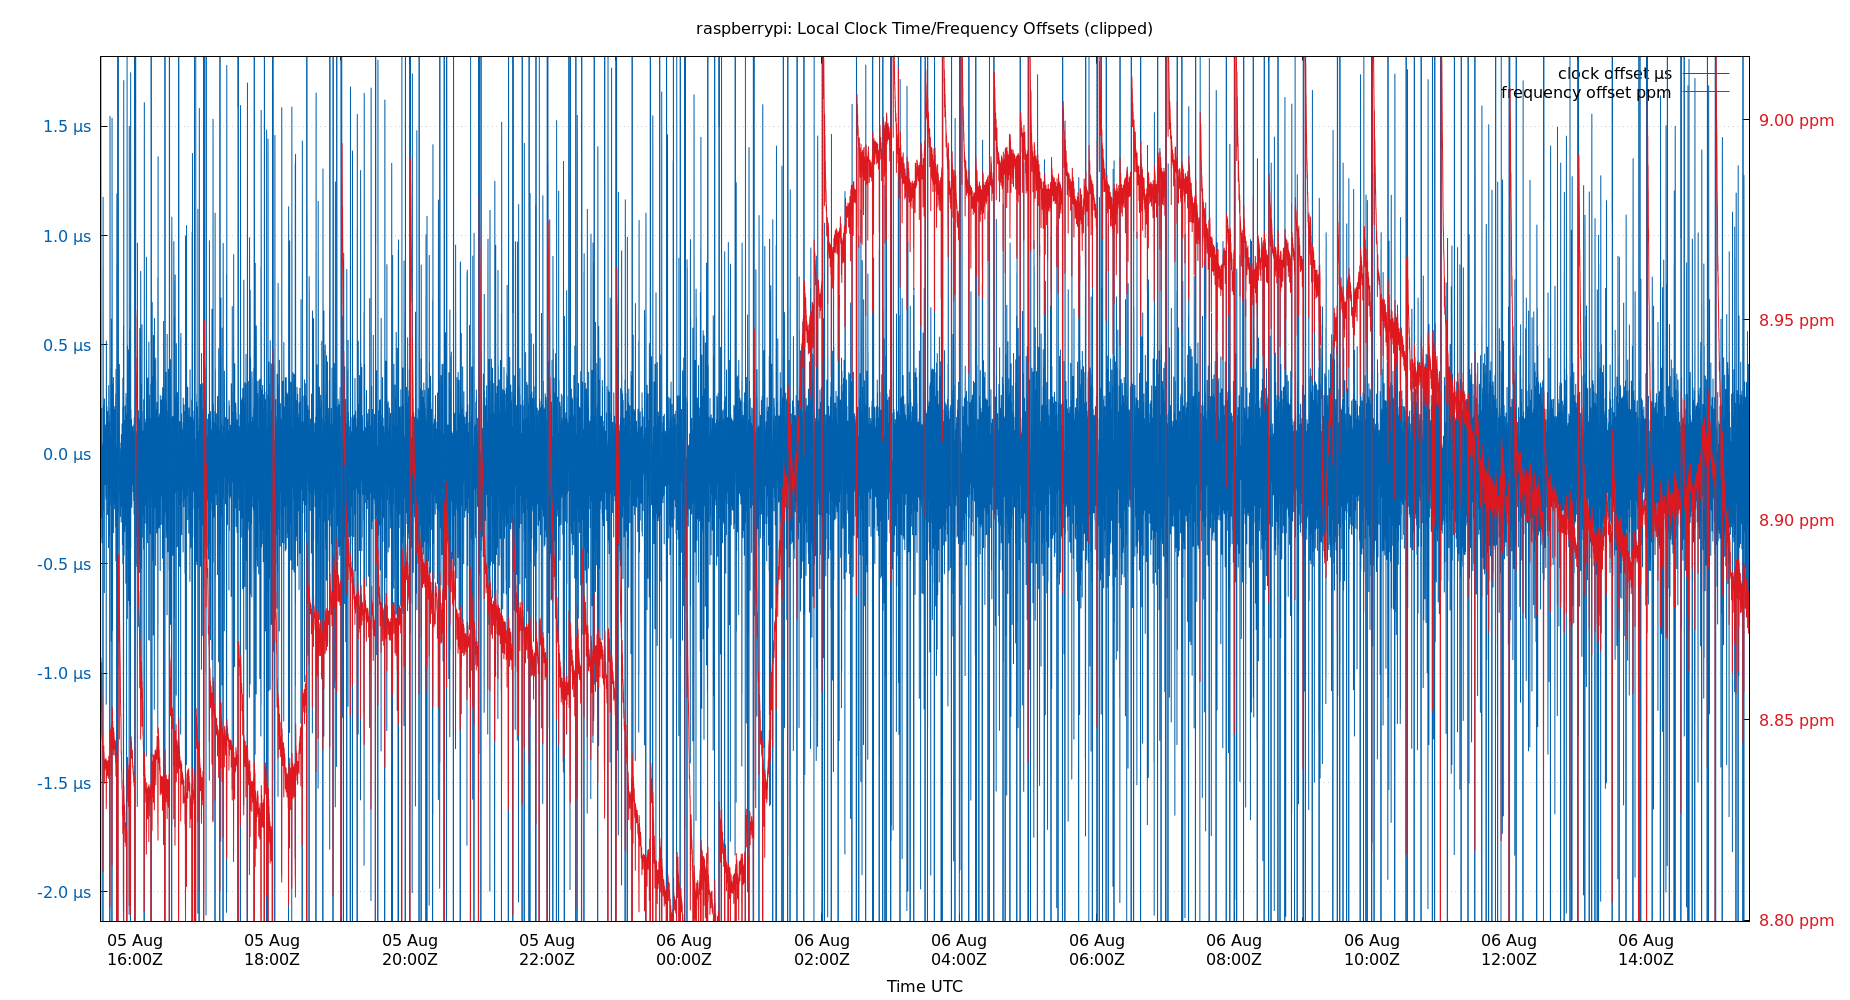 raspberrypi: Local Clock Time/Frequency Offsets (clipped)
clock offset µs
frequency offset ppm
1.5 µs
1.0 µs
0.5 µs
0.0 µs
-0.5 µs
-1.0 µs
-1.5 µs
-2.0 µs
9.00 ppm
8.95 ppm
8.90 ppm
8.85 ppm
8.80 ppm
05 Aug 05 Aug 05 Aug 05 Aug 06 Aug 06 Aug 06 Aug 06 Aug 06 Aug 06 Aug 06 Aug 06 Aug
16:00Z 18:00Z 20:00Z 22:00Z 00:00Z 02:00Z 04:00Z 06:00Z 08:00Z 10:00Z 12:00Z 14:00Z
Time UTC